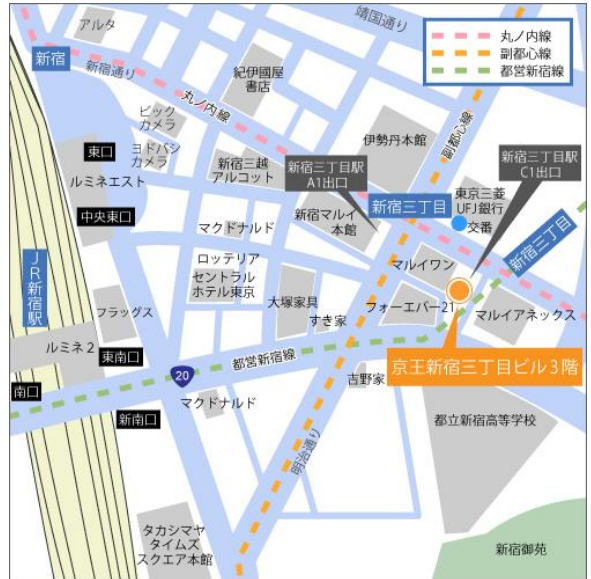 アルタ
靖国通り
丸ノ内線
副都心線
都営新宿線
新宿
新宿通り
紀伊國屋
書店
丸ノ内線
ビック
カメラ
ヨドバシ
カメラ
東口
ルミネエスト
新宿三越
アルコット
伊勢丹本館
副都心線
新宿三丁目駅
A1出口
新宿三丁目駅
C1出口
新宿三丁目
東京三菱
UFJ銀行
交番
中央東口
マクドナルド
新宿マルイ
本館
新宿三丁目
JR新宿駅
ロッテリア
セントラル
ホテル東京
マルイワン
フラッグス
大塚家具
すき家
フォーエバー21
マルイアネックス
ルミネ2
東南口
都営新宿線
20
京王新宿三丁目ビル3階
南口
新南口
マクドナルド
吉野家
都立新宿高等学校
明治通り
タカシマヤ
タイムズ
スクエア本館
新宿御苑